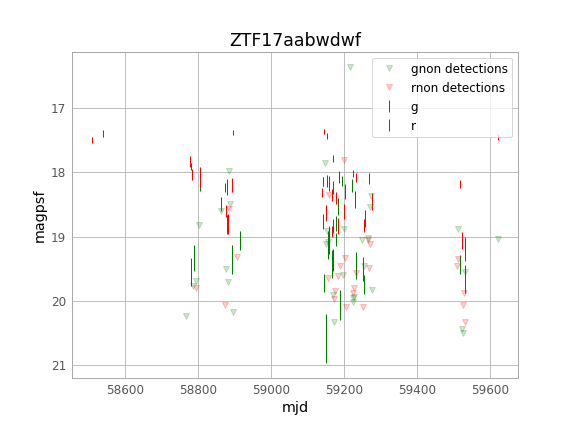 ZTF17aabwdwf
gnon detections
rnon detections
g
r
17
18
19
20
21
magpsf
58600
58800
59000
59200
59400
59600
mjd